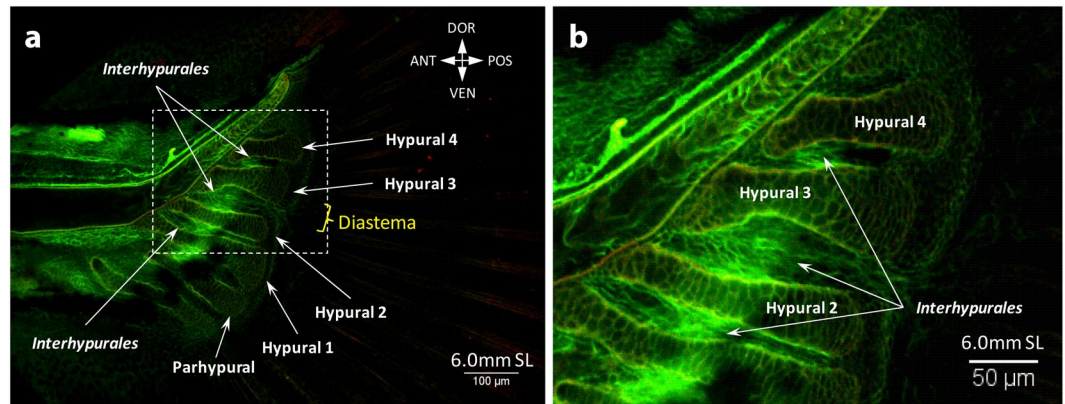 a
DOR
ANT
POS
VEN
Interhypurales
Hypural 4
Hypural 3
Diastema
Hypural 2
Hypural 1
Interhypurales
Parhypural
6.0mm SL
100 µm
b
Hypural 4
Hypural 3
Hypural 2
Interhypurales
6.0mm SL
50 µm